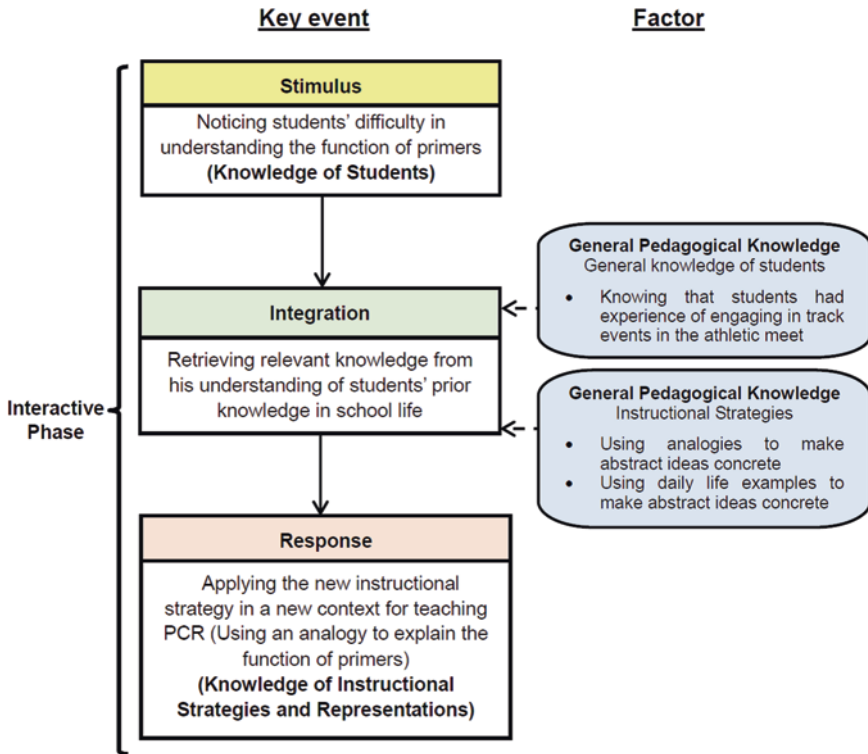 Key event
Factor
Stimulus
Noticing students’ difficulty in
understanding the function of primers
(Knowledge of Students)
General Pedagogical Knowledge
General knowledge of students
• Knowing that students had
experience of engaging in track
events in the athletic meet
Integration
Retrieving relevant knowledge from
his understanding of students’ prior
knowledge in school life
General Pedagogical Knowledge
Instructional Strategies
• Using analogies to make
abstract ideas concrete
• Using daily life examples to
make abstract ideas concrete
Interactive
Phase
Response
Applying the new instructional
strategy in a new context for teaching
PCR (Using an analogy to explain the
function of primers)
(Knowledge of Instructional
Strategies and Representations)